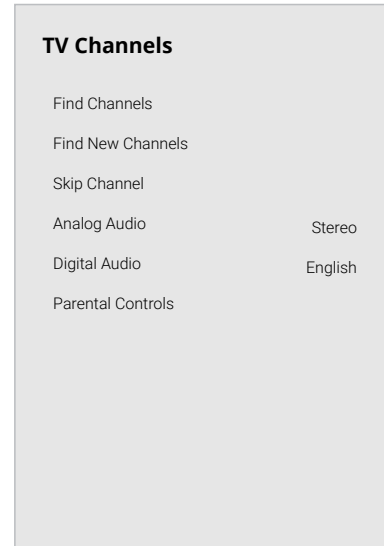 TV Channels
Find Channels
Find New Channels
Skip Channel
Analog Audio Stereo
Digital Audio English
Parental Controls